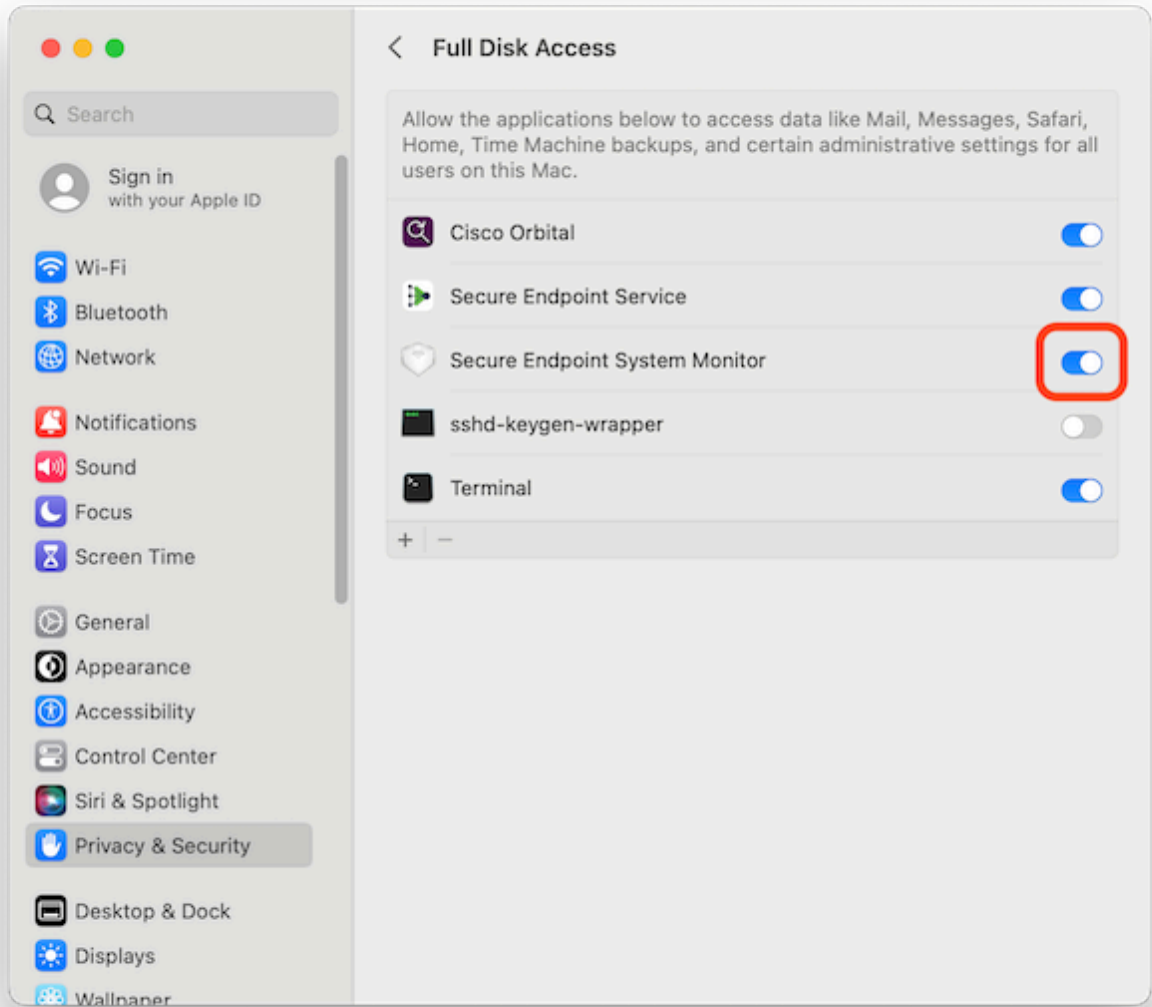 Search
Sign in
with your Apple ID
Wi-Fi
Bluetooth
Network
Notifications
Sound
Focus
Screen Time
General
Appearance
Accessibility
Control Center
Siri & Spotlight
Privacy & Security
Desktop & Dock
Displays
Wallpaper
Full Disk Access
Allow the applications below to access data like Mail, Messages, Safari,
Home, Time Machine backups, and certain administrative settings for all
users on this Mac.
Cisco Orbital
Secure Endpoint Service
Secure Endpoint System Monitor
sshd-keygen-wrapper
Terminal